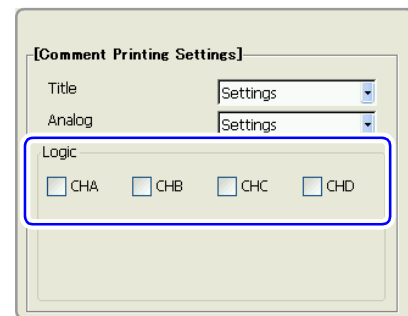 [Comment Printing Settings]
Title Settings
Analog Settings
Logic
CHA CHB CHC CHD